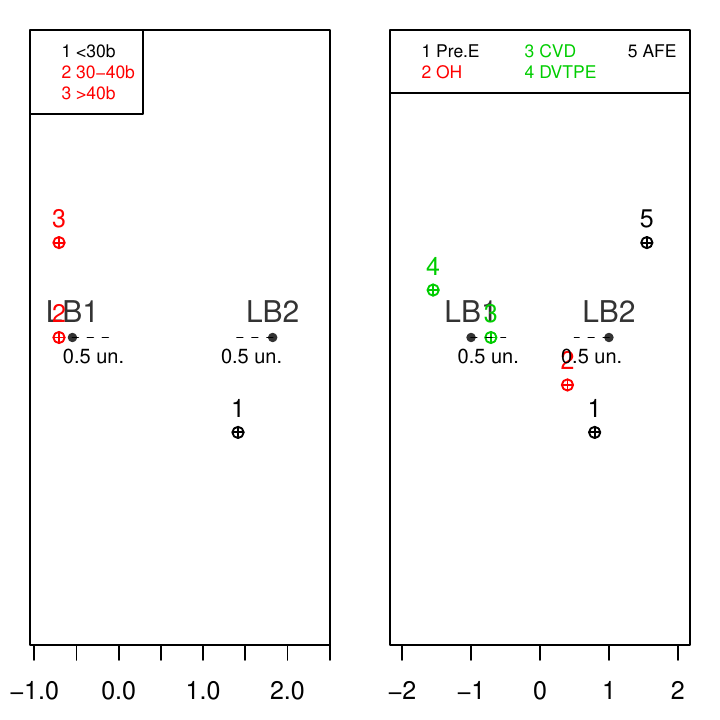 1 <30b
2 30−40b
3 >40b
3
LB1
2
0.5 un.
LB2
0.5 un.
1
−1.0 0.0 1.0 2.0
1 Pre.E 3 CVD 5 AFE
2 OH 4 DVTPE
5
4
LB1
3
0.5 un.
LB2
0.5 un.
2
1
−2 −1 0 1 2